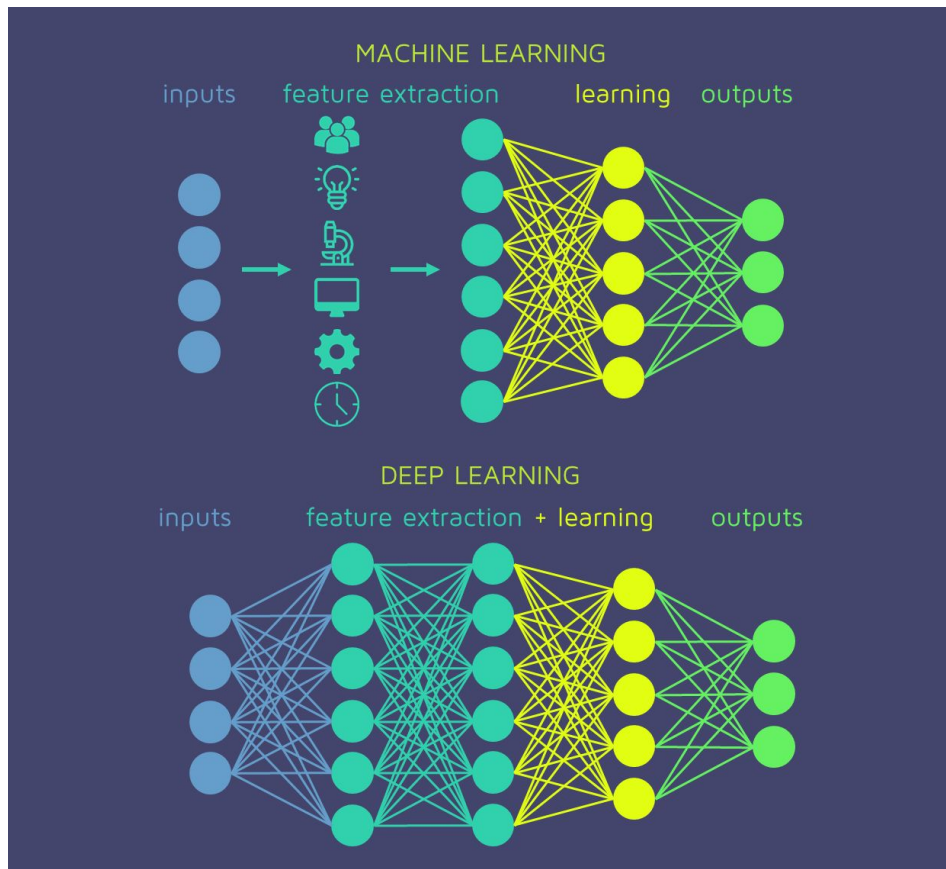 MACHINE LEARNING
inputs feature extraction learning outputs
DEEP LEARNING
inputs feature extraction + learning outputs